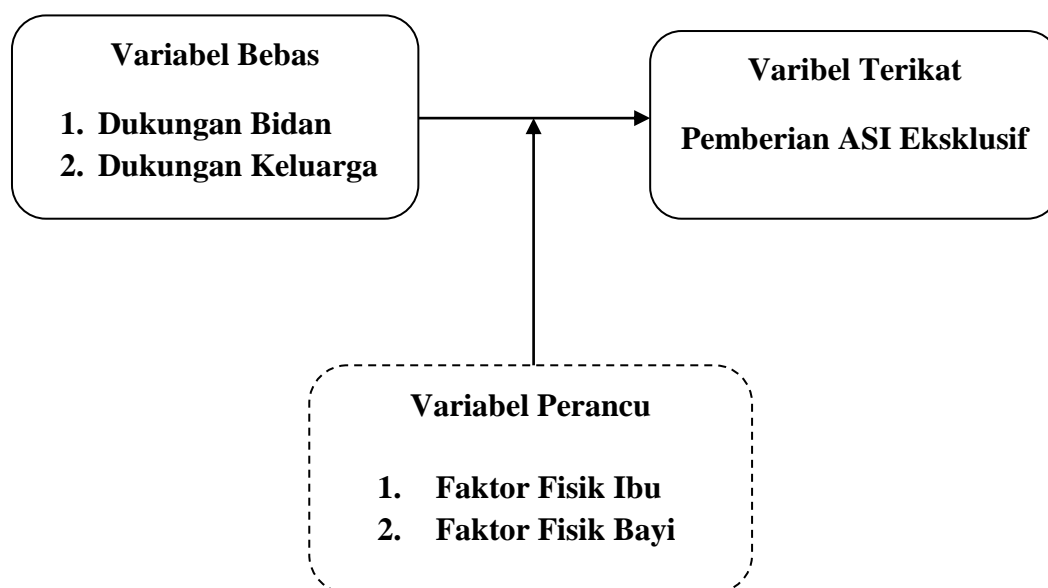 Variabel Bebas
1. Dukungan Bidan
2. Dukungan Keluarga
Varibel Terikat
Pemberian ASI Eksklusif
Variabel Perancu
1. Faktor Fisik Ibu
2. Faktor Fisik Bayi